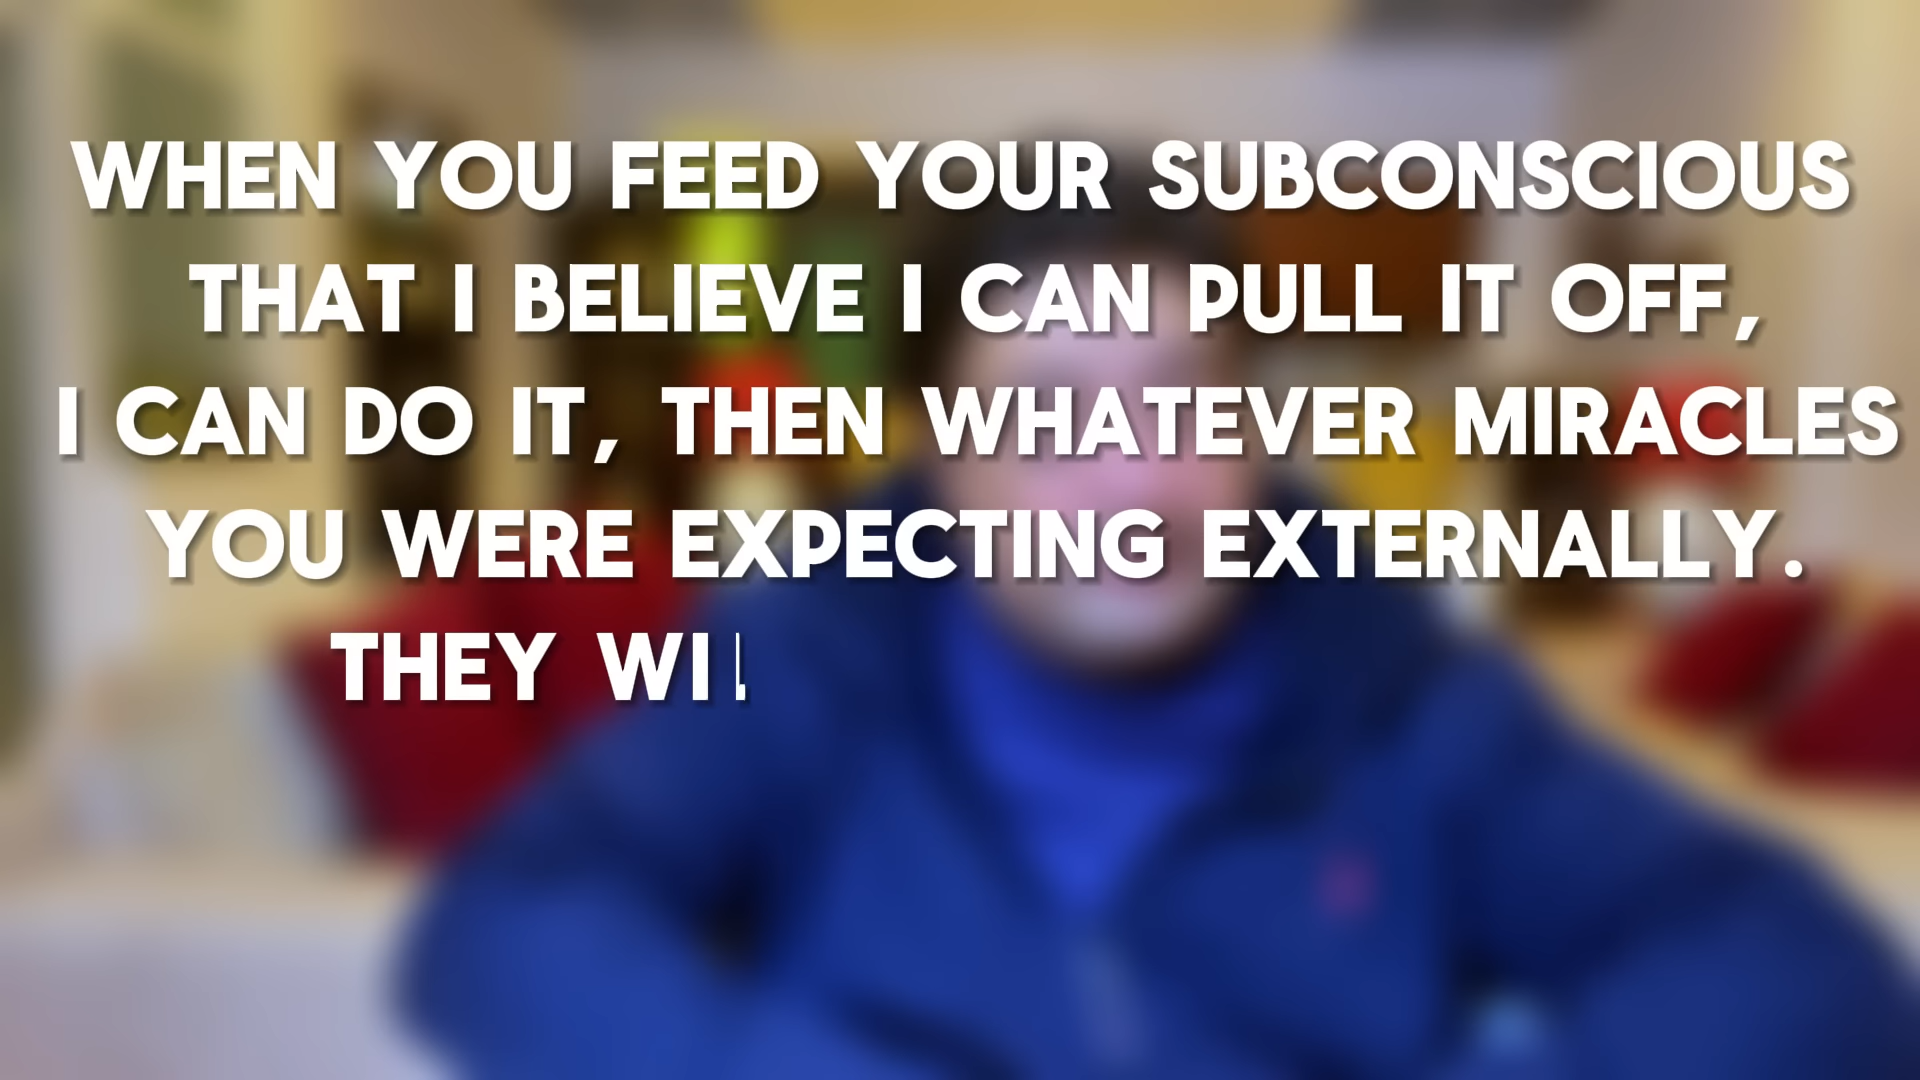 WHEN YOU FEED YOUR SUBCONSCIOUS
THAT I BELIEVE I CAN PULL IT OFF,
I CAN DO IT, THEN WHATEVER MIRACLES
YOU WERE EXPECTING EXTERNALLY.
THEY